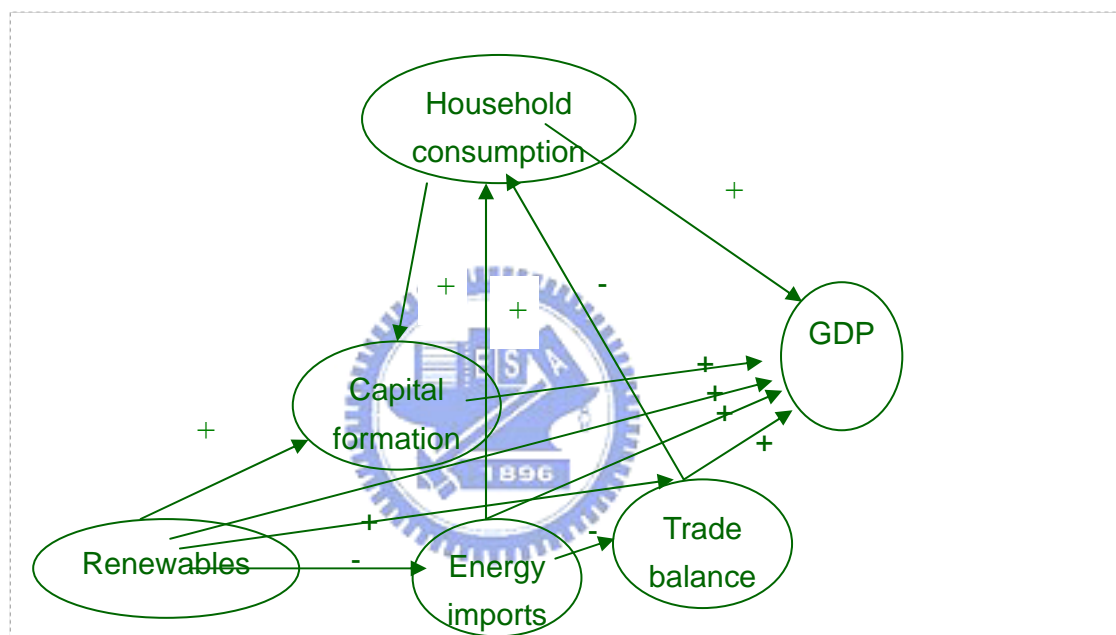 Household
consumption
+
+
+
-
GDP
+
Capital
formation
+
+
+
+
+
1896
Renewables
-
Energy
imports
-
Trade
balance